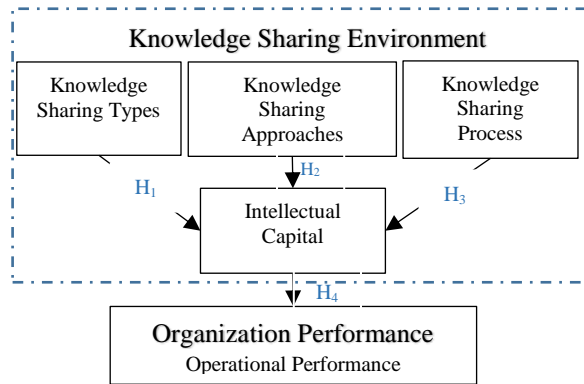 Knowledge Sharing Environment
Knowledge
Sharing Types
Knowledge
Sharing
Approaches
Knowledge
Sharing
Process
H₁
H₂
H₃
Intellectual
Capital
H₄
Organization Performance
Operational Performance